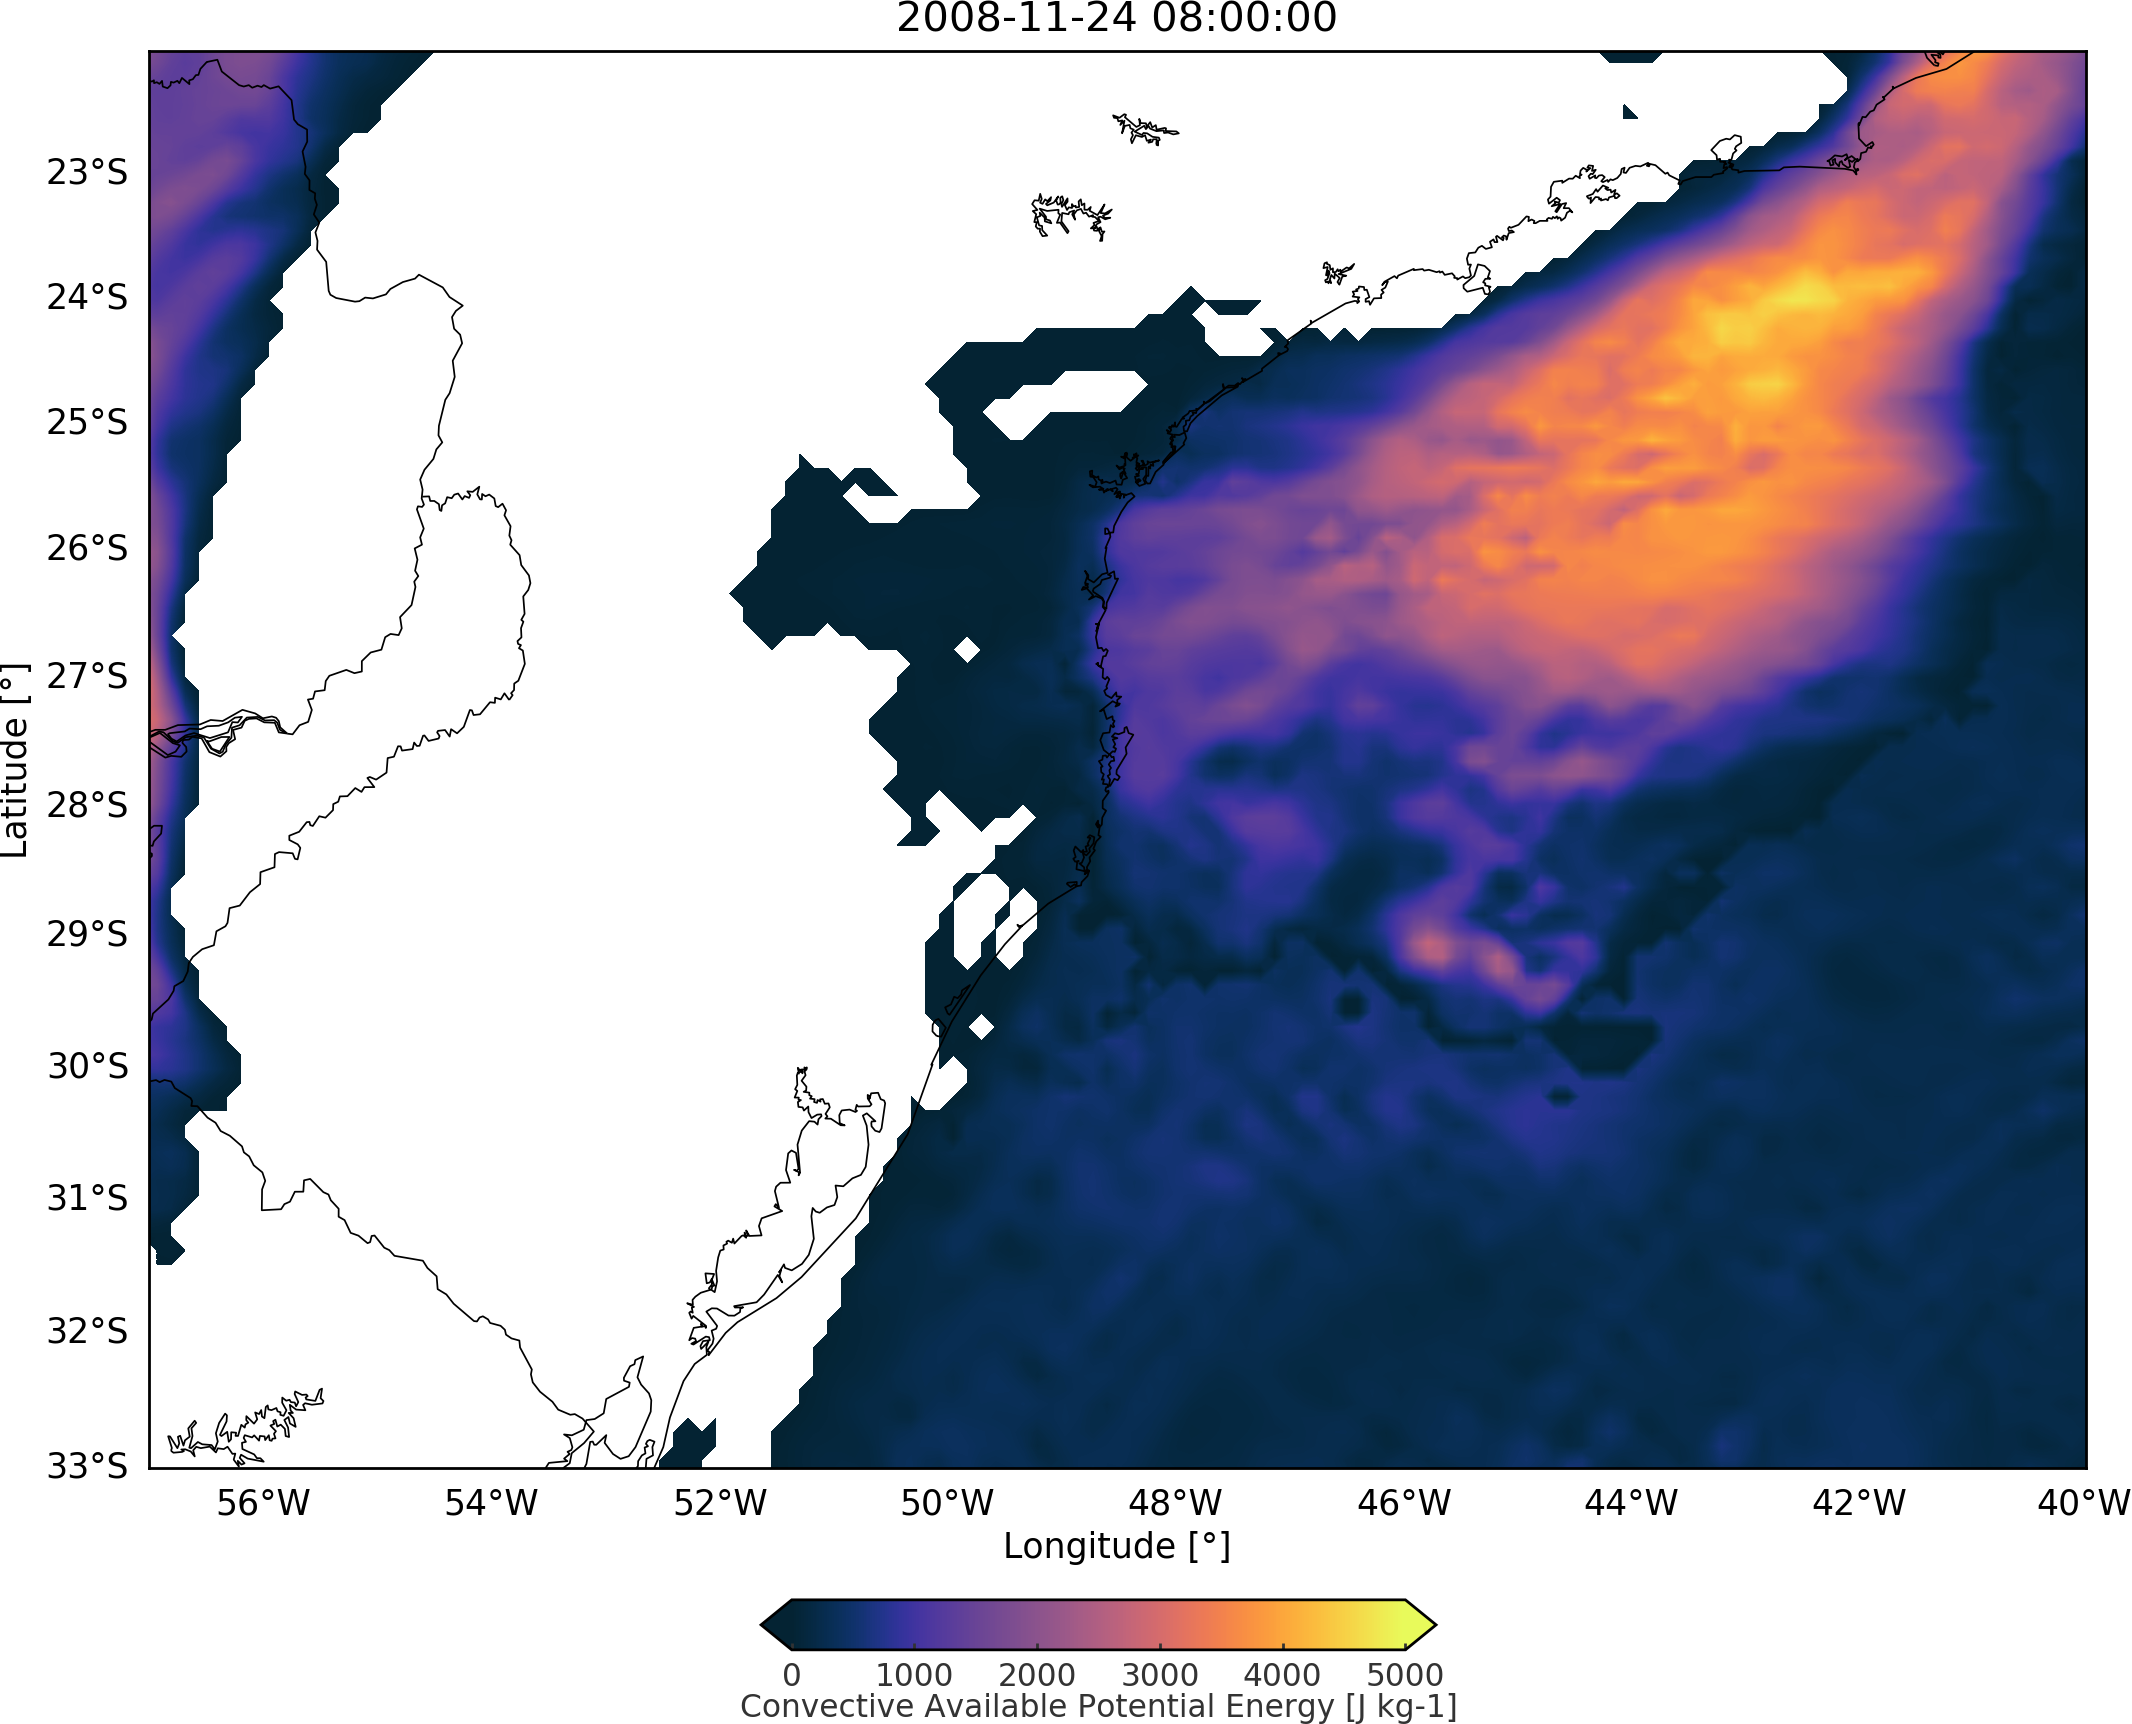 2008-11-24 08:00:00
23°S
24°S
25°S
26°S
27°S
28°S
29°S
30°S
31°S
32°S
33°S
Latitude [°]
56°W 54°W 52°W 50°W 48°W 46°W 44°W 42°W 40°W
Longitude [°]
0 1000 2000 3000 4000 5000
Convective Available Potential Energy [J kg-1]